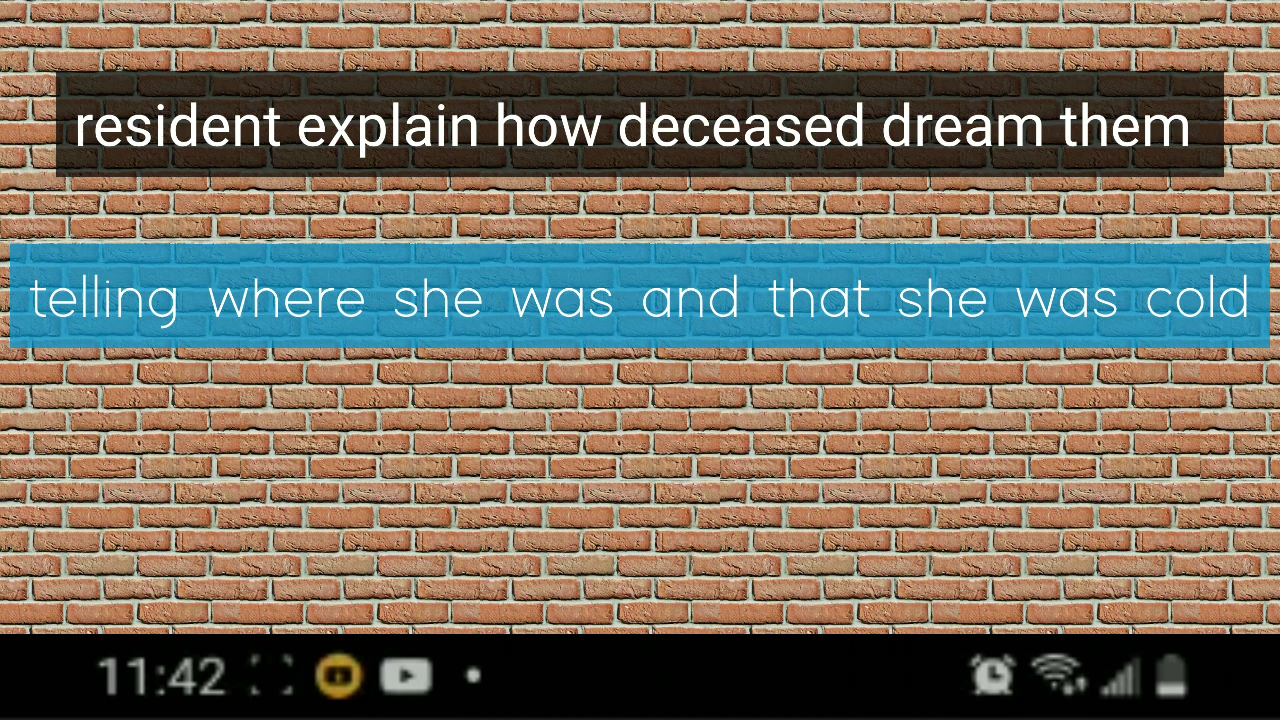 resident explain how deceased dream them
telling where she was and that she was cold
11:42